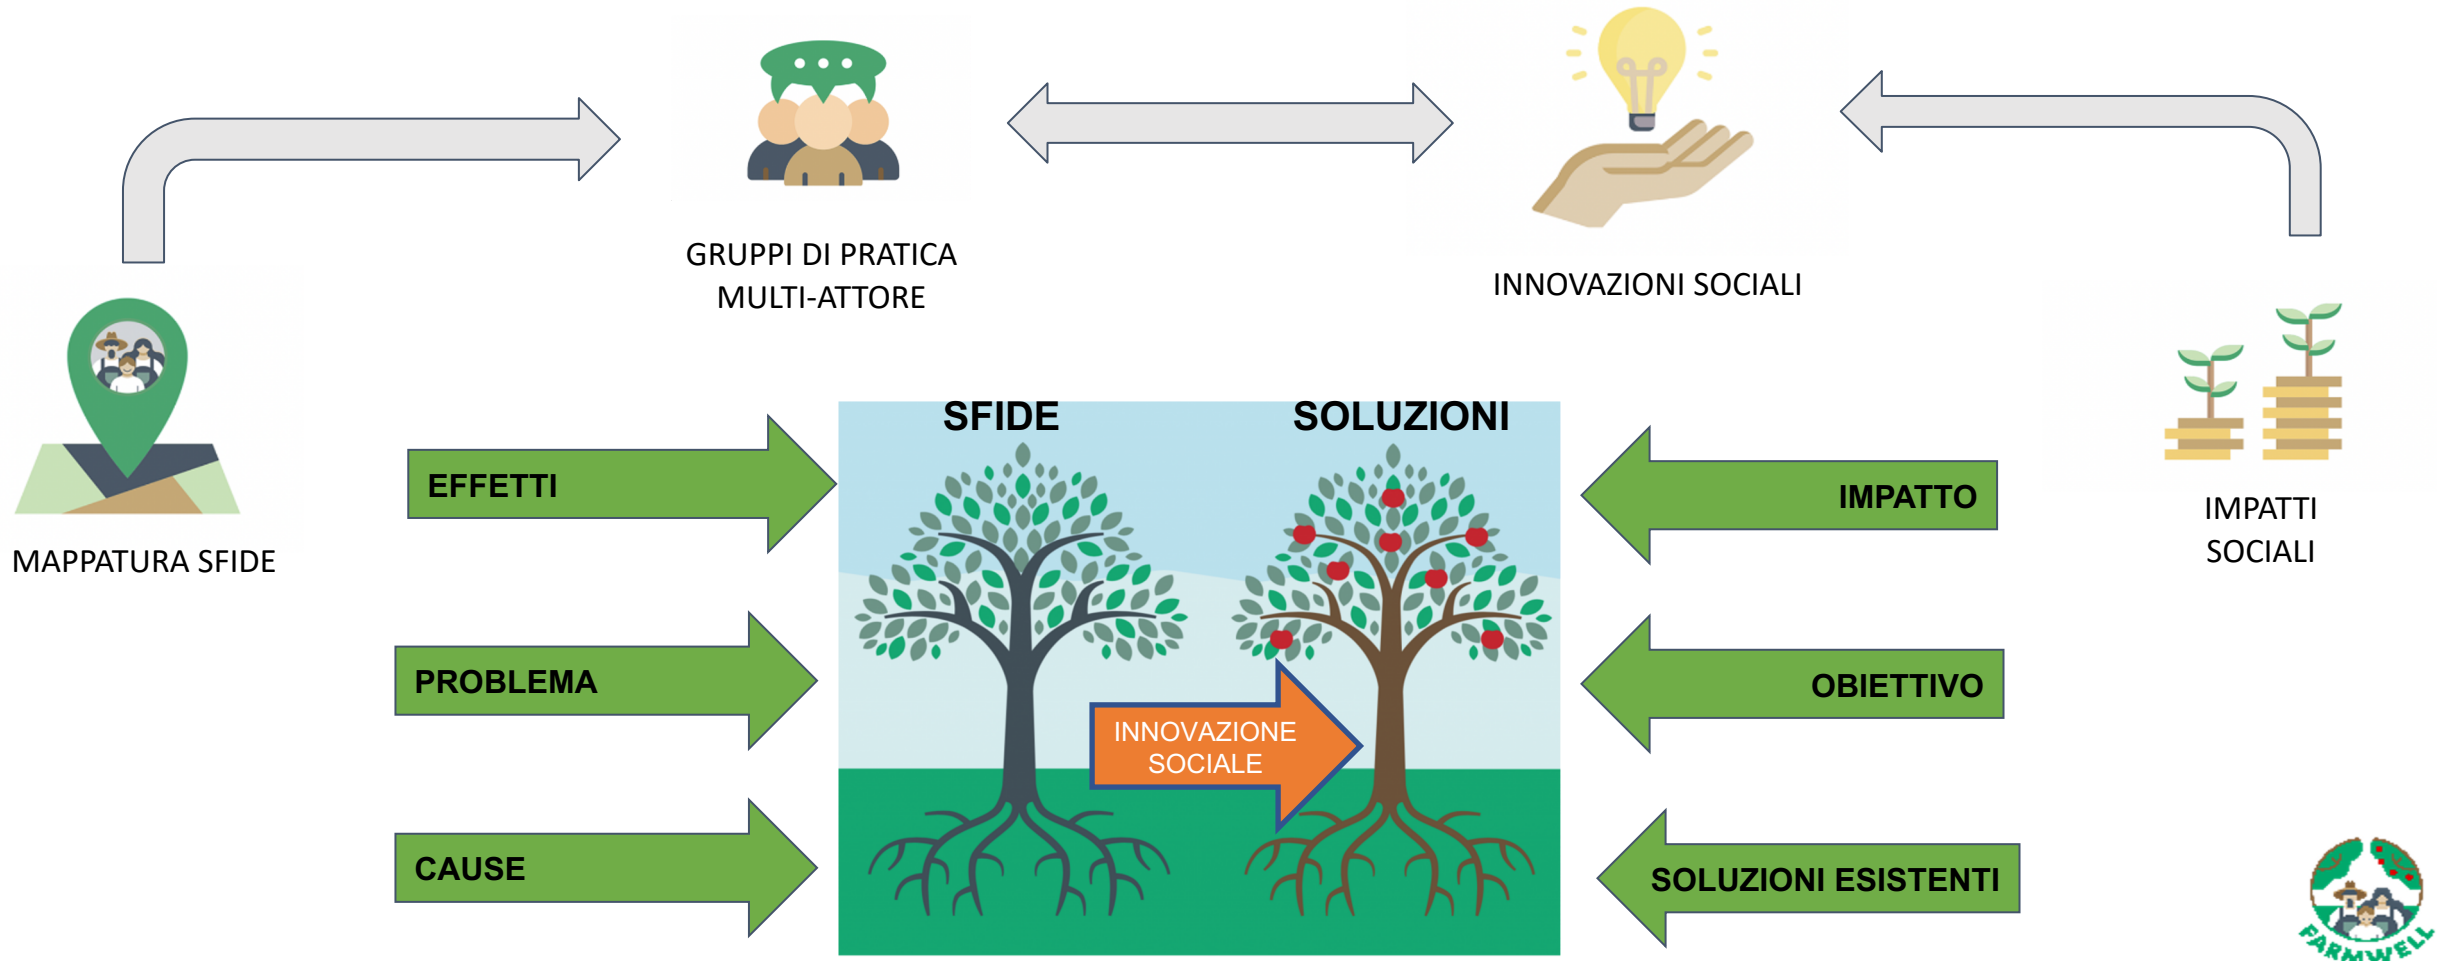 GRUPPI DI PRATICA
MULTI-ATTORE
INNOVAZIONI SOCIALI
MAPPATURA SFIDE
IMPATTI
SOCIALI
SFIDE
SOLUZIONI
EFFETTI
IMPATTO
PROBLEMA
OBIETTIVO
INNOVAZIONE
SOCIALE
CAUSE
SOLUZIONI ESISTENTI
FARMWELL